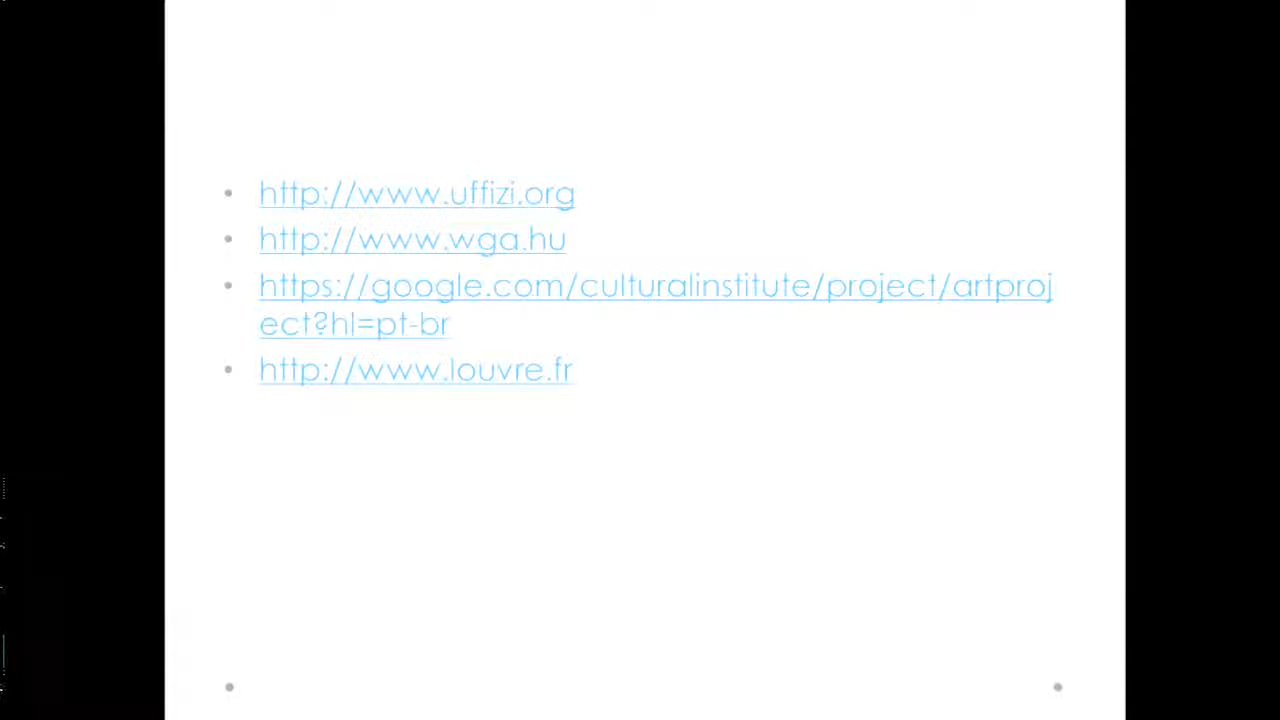 http://www.uffizi.org
http://www.wga.hu
https://google.com/culturalinstitute/project/artproj
ect?hl=pt-br
http://www.louvre.fr